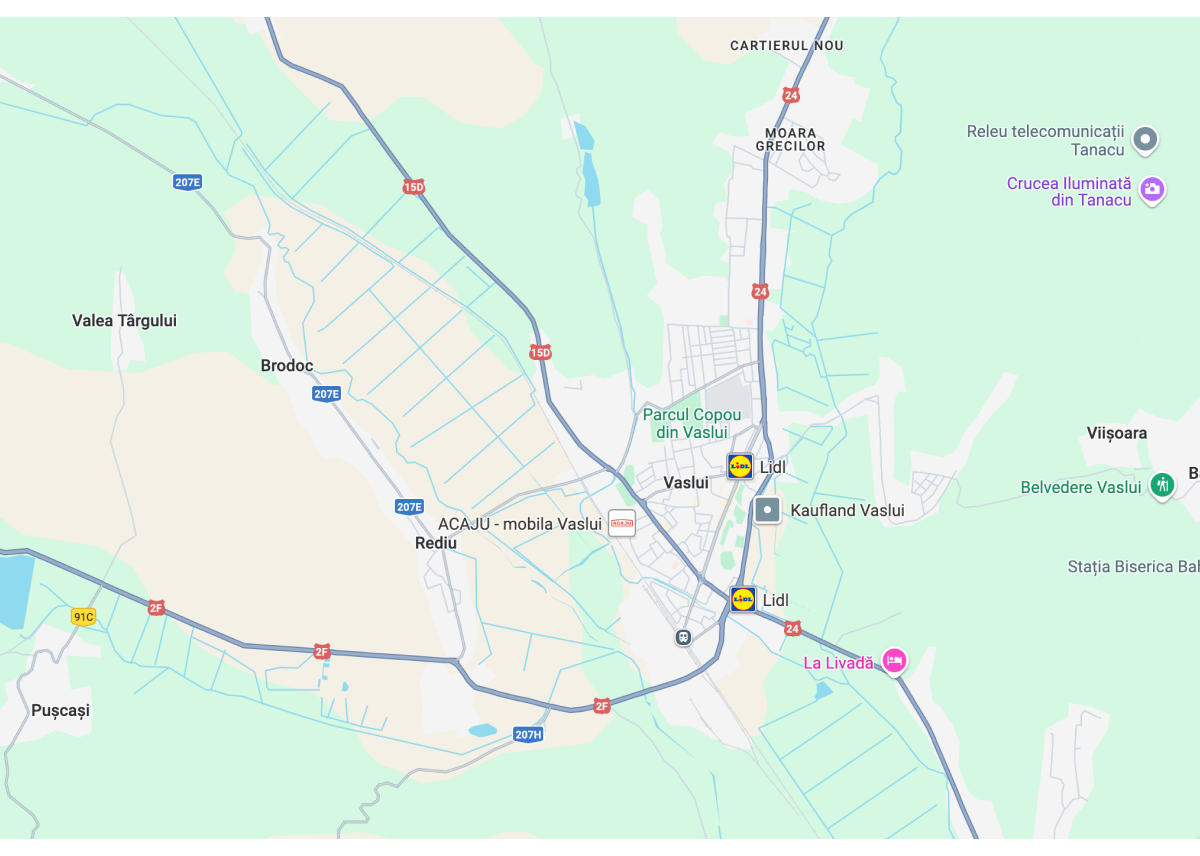 CARTIERUL NOU
24
MOARA
GRECILOR
Releu telecomunicații
Tanacu
Crucea Iluminată
din Tanacu
207E
15D
24
Valea Târgului
15D
Brodoc
207E
Parcul Copou
din Vaslui
Viișoara
LIDL
Lidl
B
Vaslui
Belvedere Vaslui
207E
Kaufland Vaslui
ACAJU - mobila Vaslui
ACAJU
Rediu
Stația Biserica Bah
LIDL
Lidl
91C
2F
24
2F
La Livadă
Pușcași
2F
207H